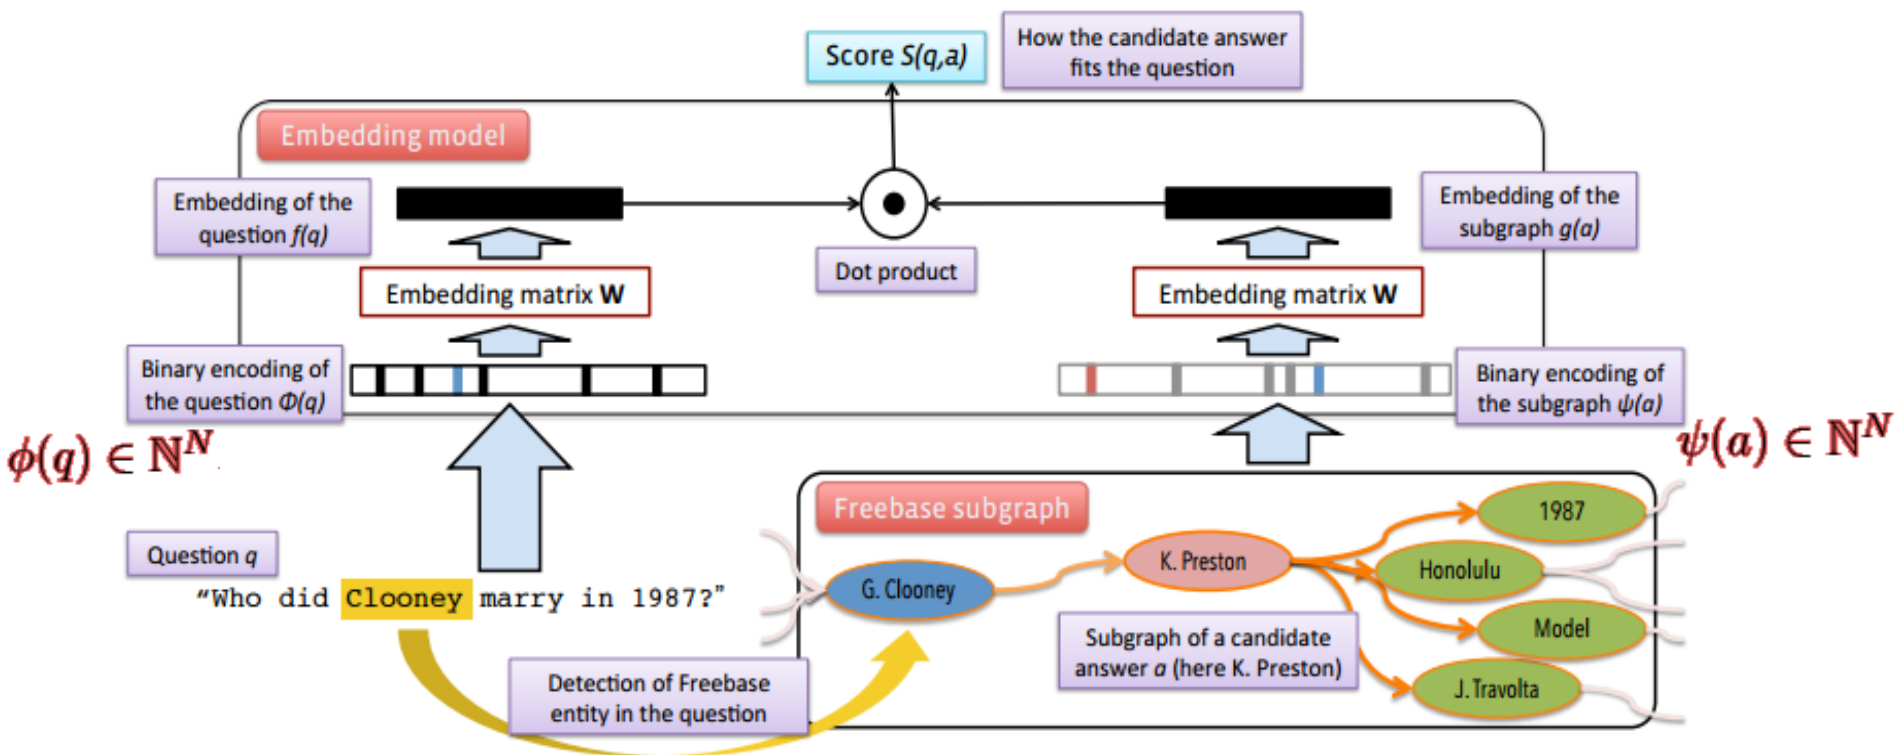 Score S(q,a)
How the candidate answer
fits the question
Embedding model
Embedding of the
question f(q)
Embedding of the
subgraph g(a)
Dot product
Embedding matrix W
Embedding matrix W
Binary encoding of
the question Φ(q)
Binary encoding of
the subgraph ψ(a)
ϕ(q) ∈ ℕ^N
ψ(a) ∈ ℕ^N
Freebase subgraph
Question q
“Who did Clooney marry in 1987?”
G. Clooney
K. Preston
1987
Honolulu
Model
J. Travolta
Subgraph of a candidate
answer a (here K. Preston)
Detection of Freebase
entity in the question